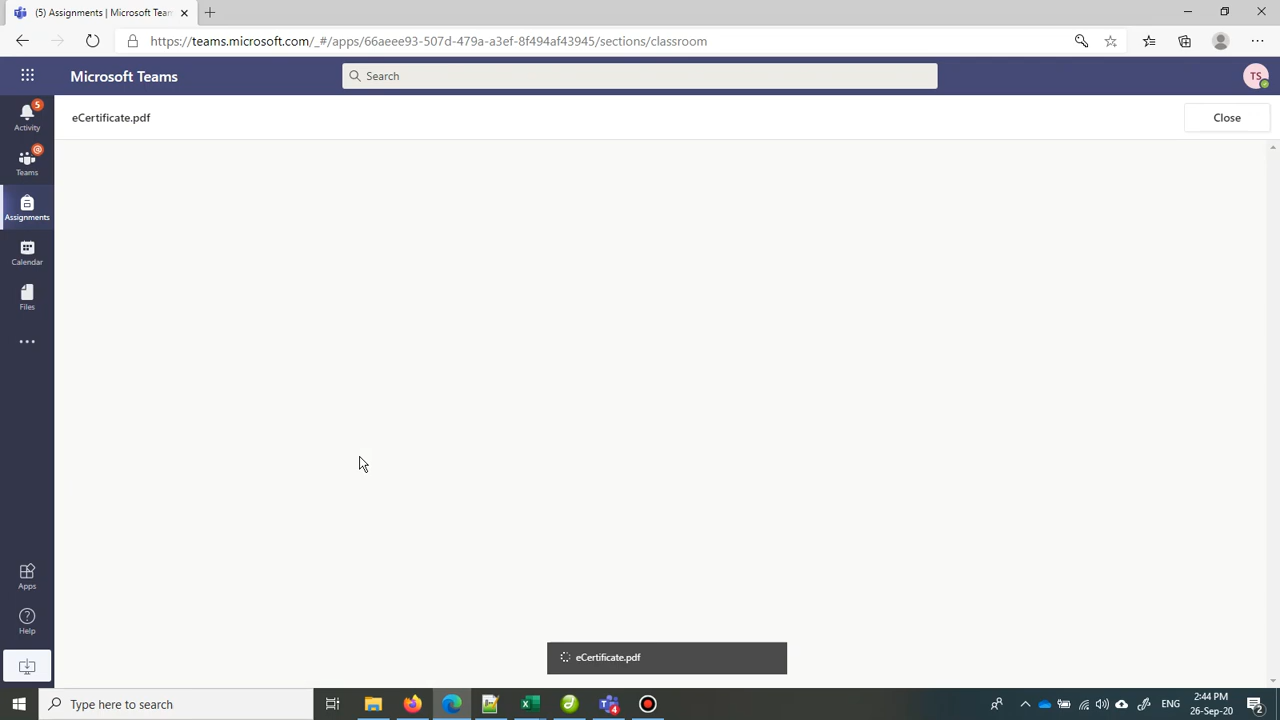 (5) Assignments | Microsoft Team
https://teams.microsoft.com/_#/apps/66aeee93-507d-479a-a3ef-8f494af43945/sections/classroom
Microsoft Teams
Search
TS
5
Activity
eCertificate.pdf
Close
@
Teams
Assignments
Calendar
Files
Apps
?
Help
eCertificate.pdf
Type here to search
4
ENG
2:44 PM
26-Sep-20
2